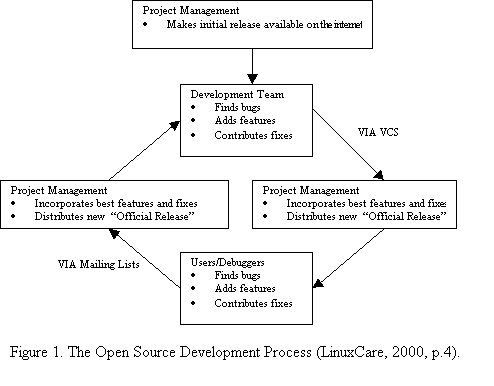 Project Management
• Makes initial release available on the internet
Development Team
• Finds bugs
• Adds features
• Contributes fixes
VIA VCS
Project Management
• Incorporates best features and fixes
• Distributes new “Official Release”
Project Management
• Incorporates best features and fixes
• Distributes new “Official Release”
VIA Mailing Lists
Users/Debuggers
• Finds bugs
• Adds features
• Contributes fixes
Figure 1. The Open Source Development Process (LinuxCare, 2000, p.4).